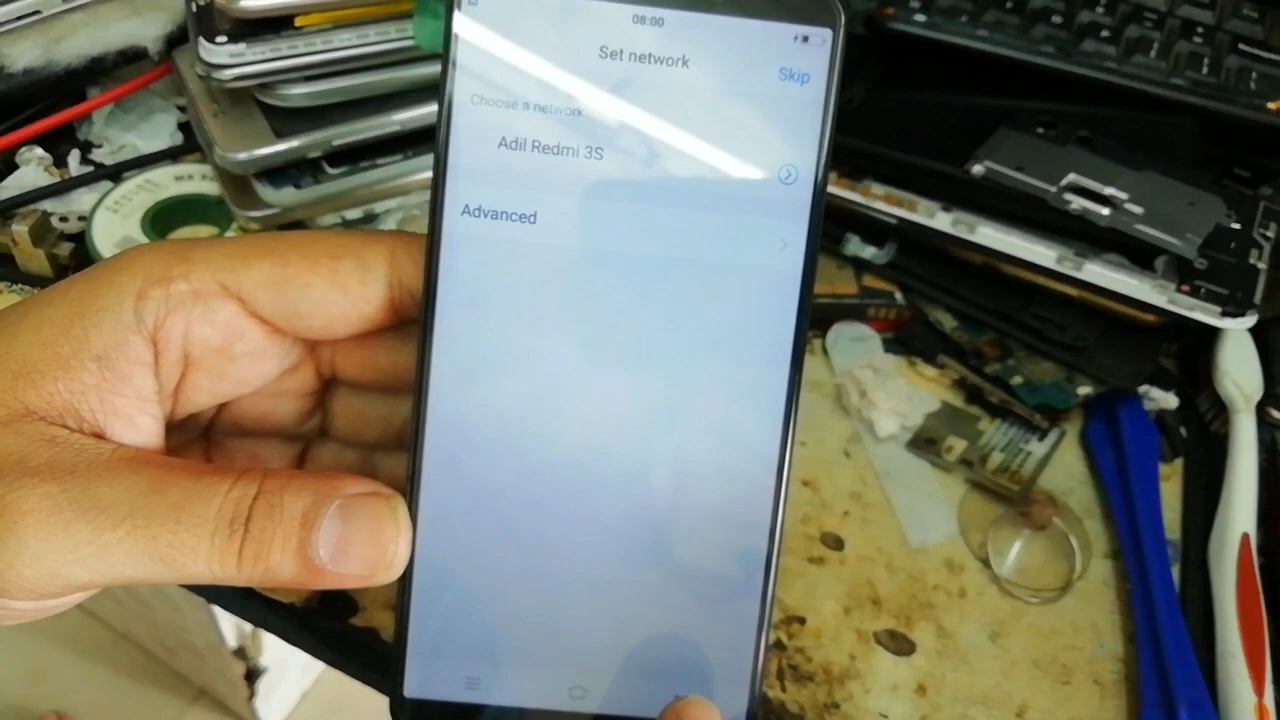 08:00
Set network
Skip
Choose a network
Adil Redmi 3S
Advanced